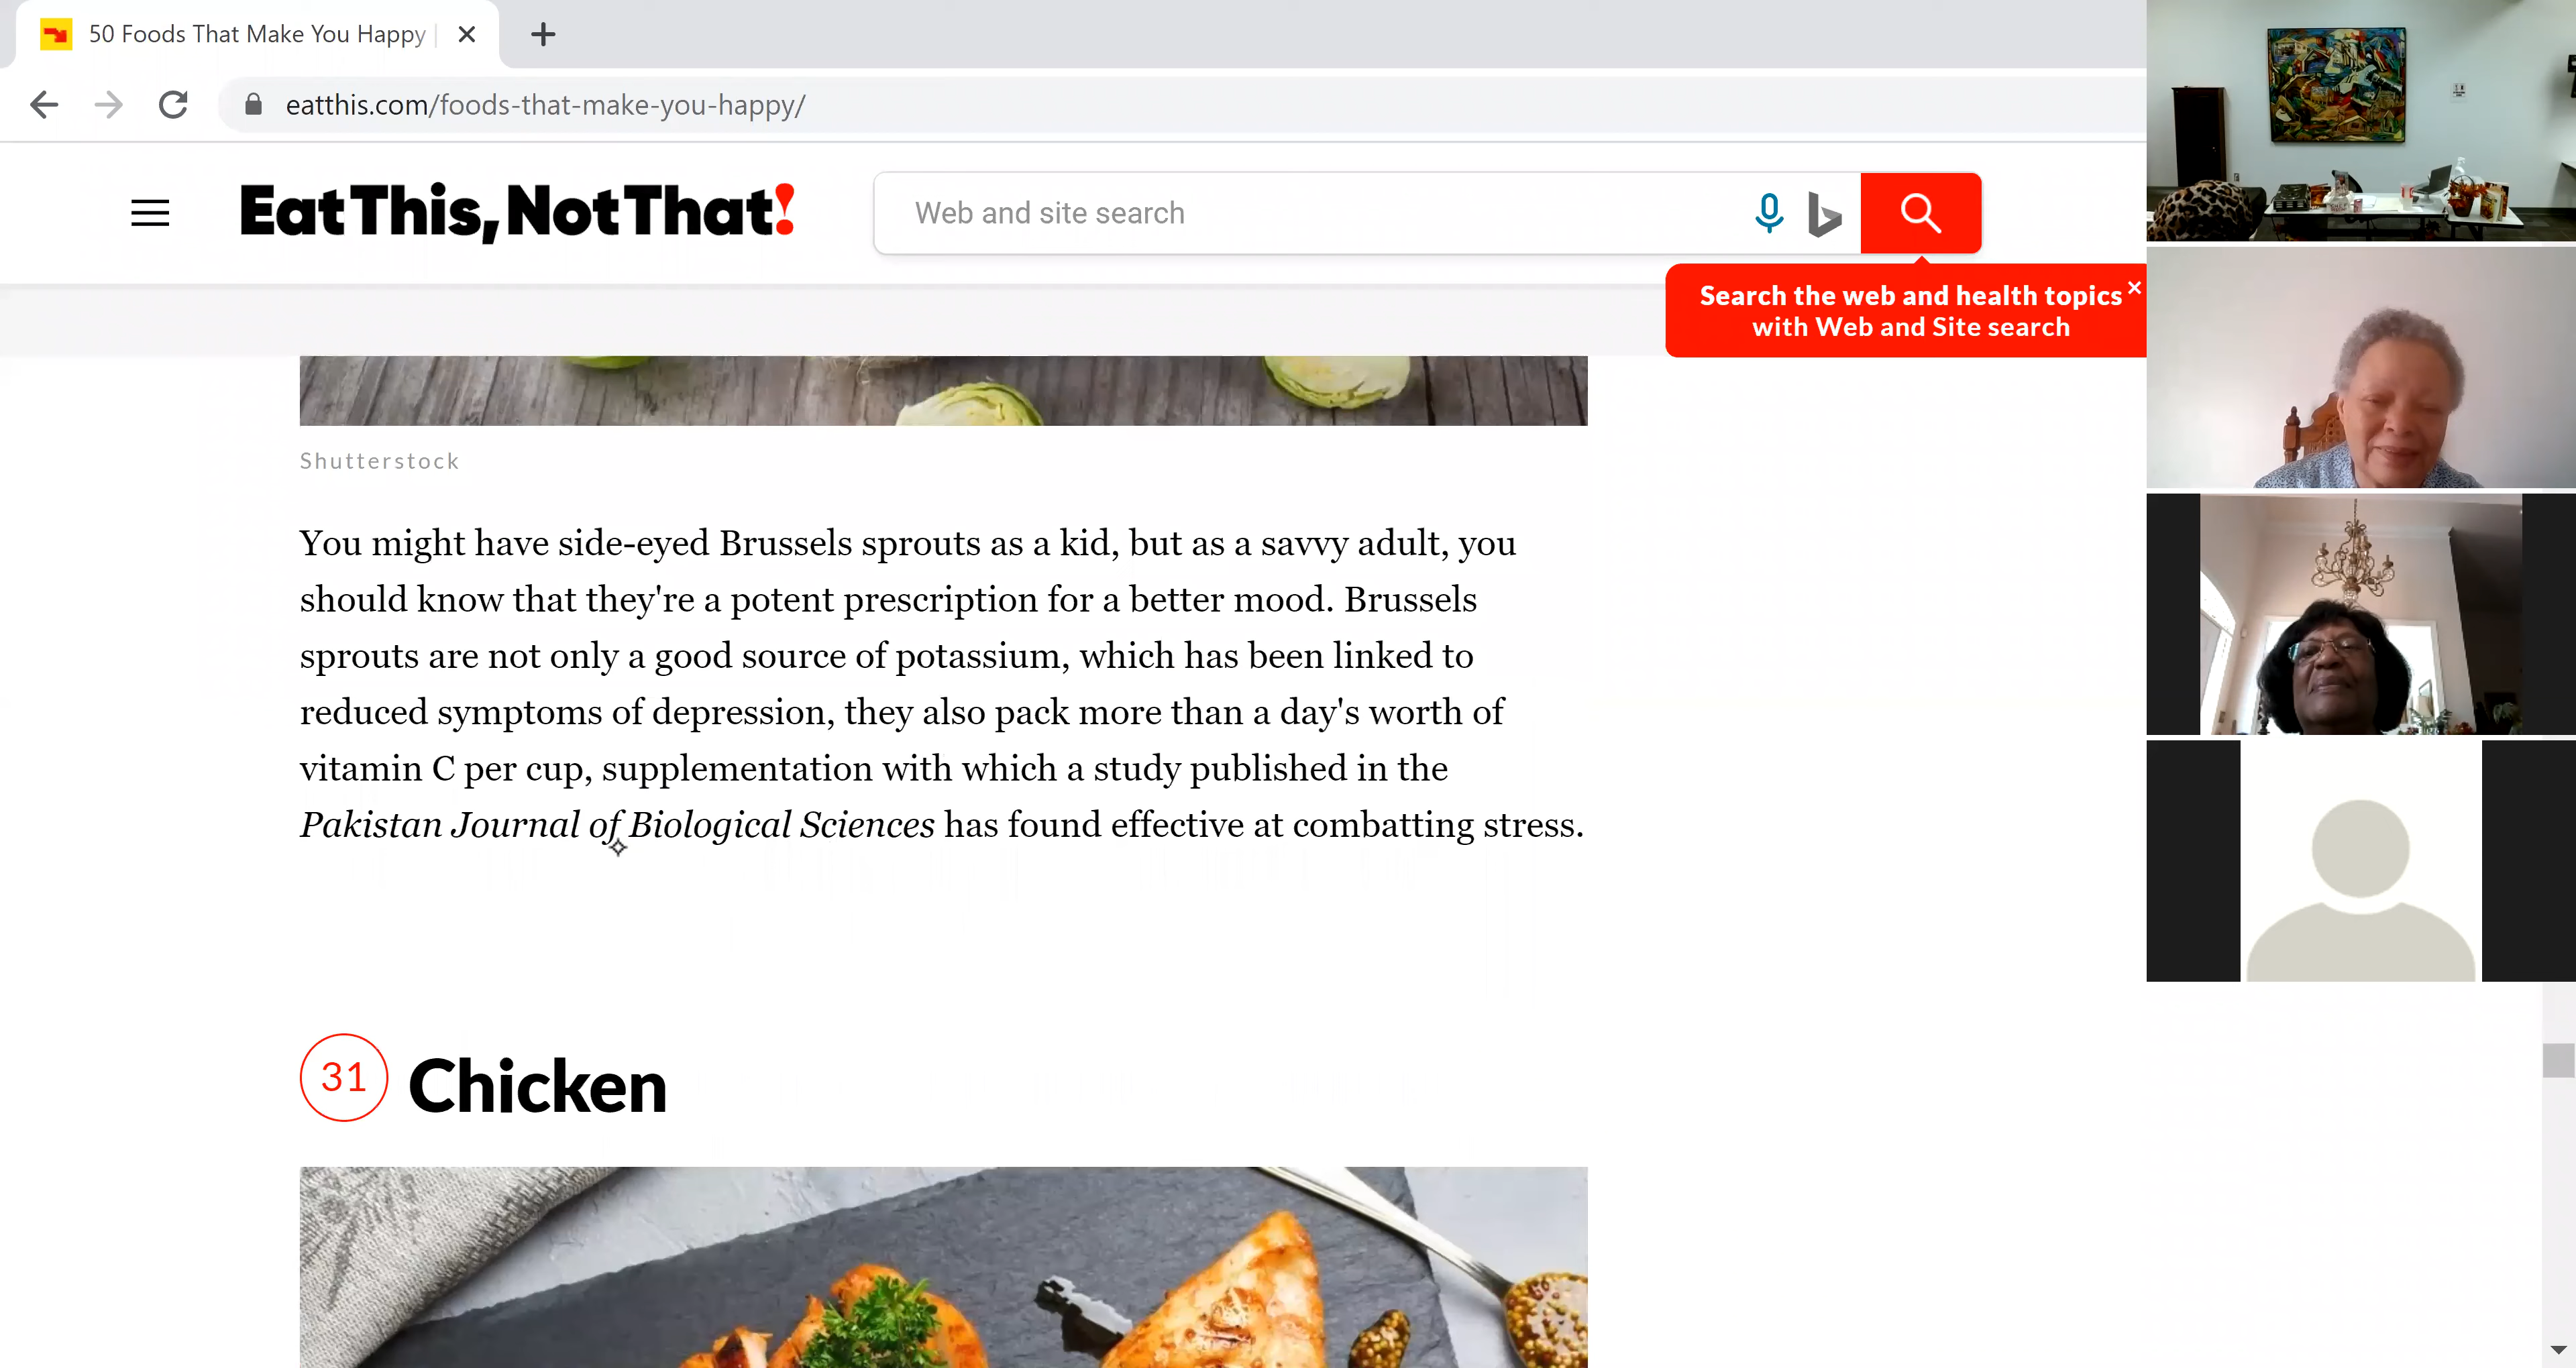 50 Foods That Make You Happy
eatthis.com/foods-that-make-you-happy/
Eat This, Not That!
Web and site search
Search the web and health topics
with Web and Site search
Shutterstock
You might have side-eyed Brussels sprouts as a kid, but as a savvy adult, you
should know that they're a potent prescription for a better mood. Brussels
sprouts are not only a good source of potassium, which has been linked to
reduced symptoms of depression, they also pack more than a day's worth of
vitamin C per cup, supplementation with which a study published in the
Pakistan Journal of Biological Sciences has found effective at combatting stress.
31 Chicken